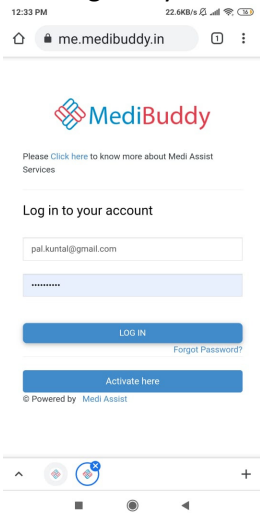 12:33 PM 22.6KB/s 36
me.medibuddy.in 1
MediBuddy
Please Click here to know more about Medi Assist
Services
Log in to your account
pal.kuntal@gmail.com
••••••••••
LOG IN
Forgot Password?
Activate here
© Powered by Medi Assist